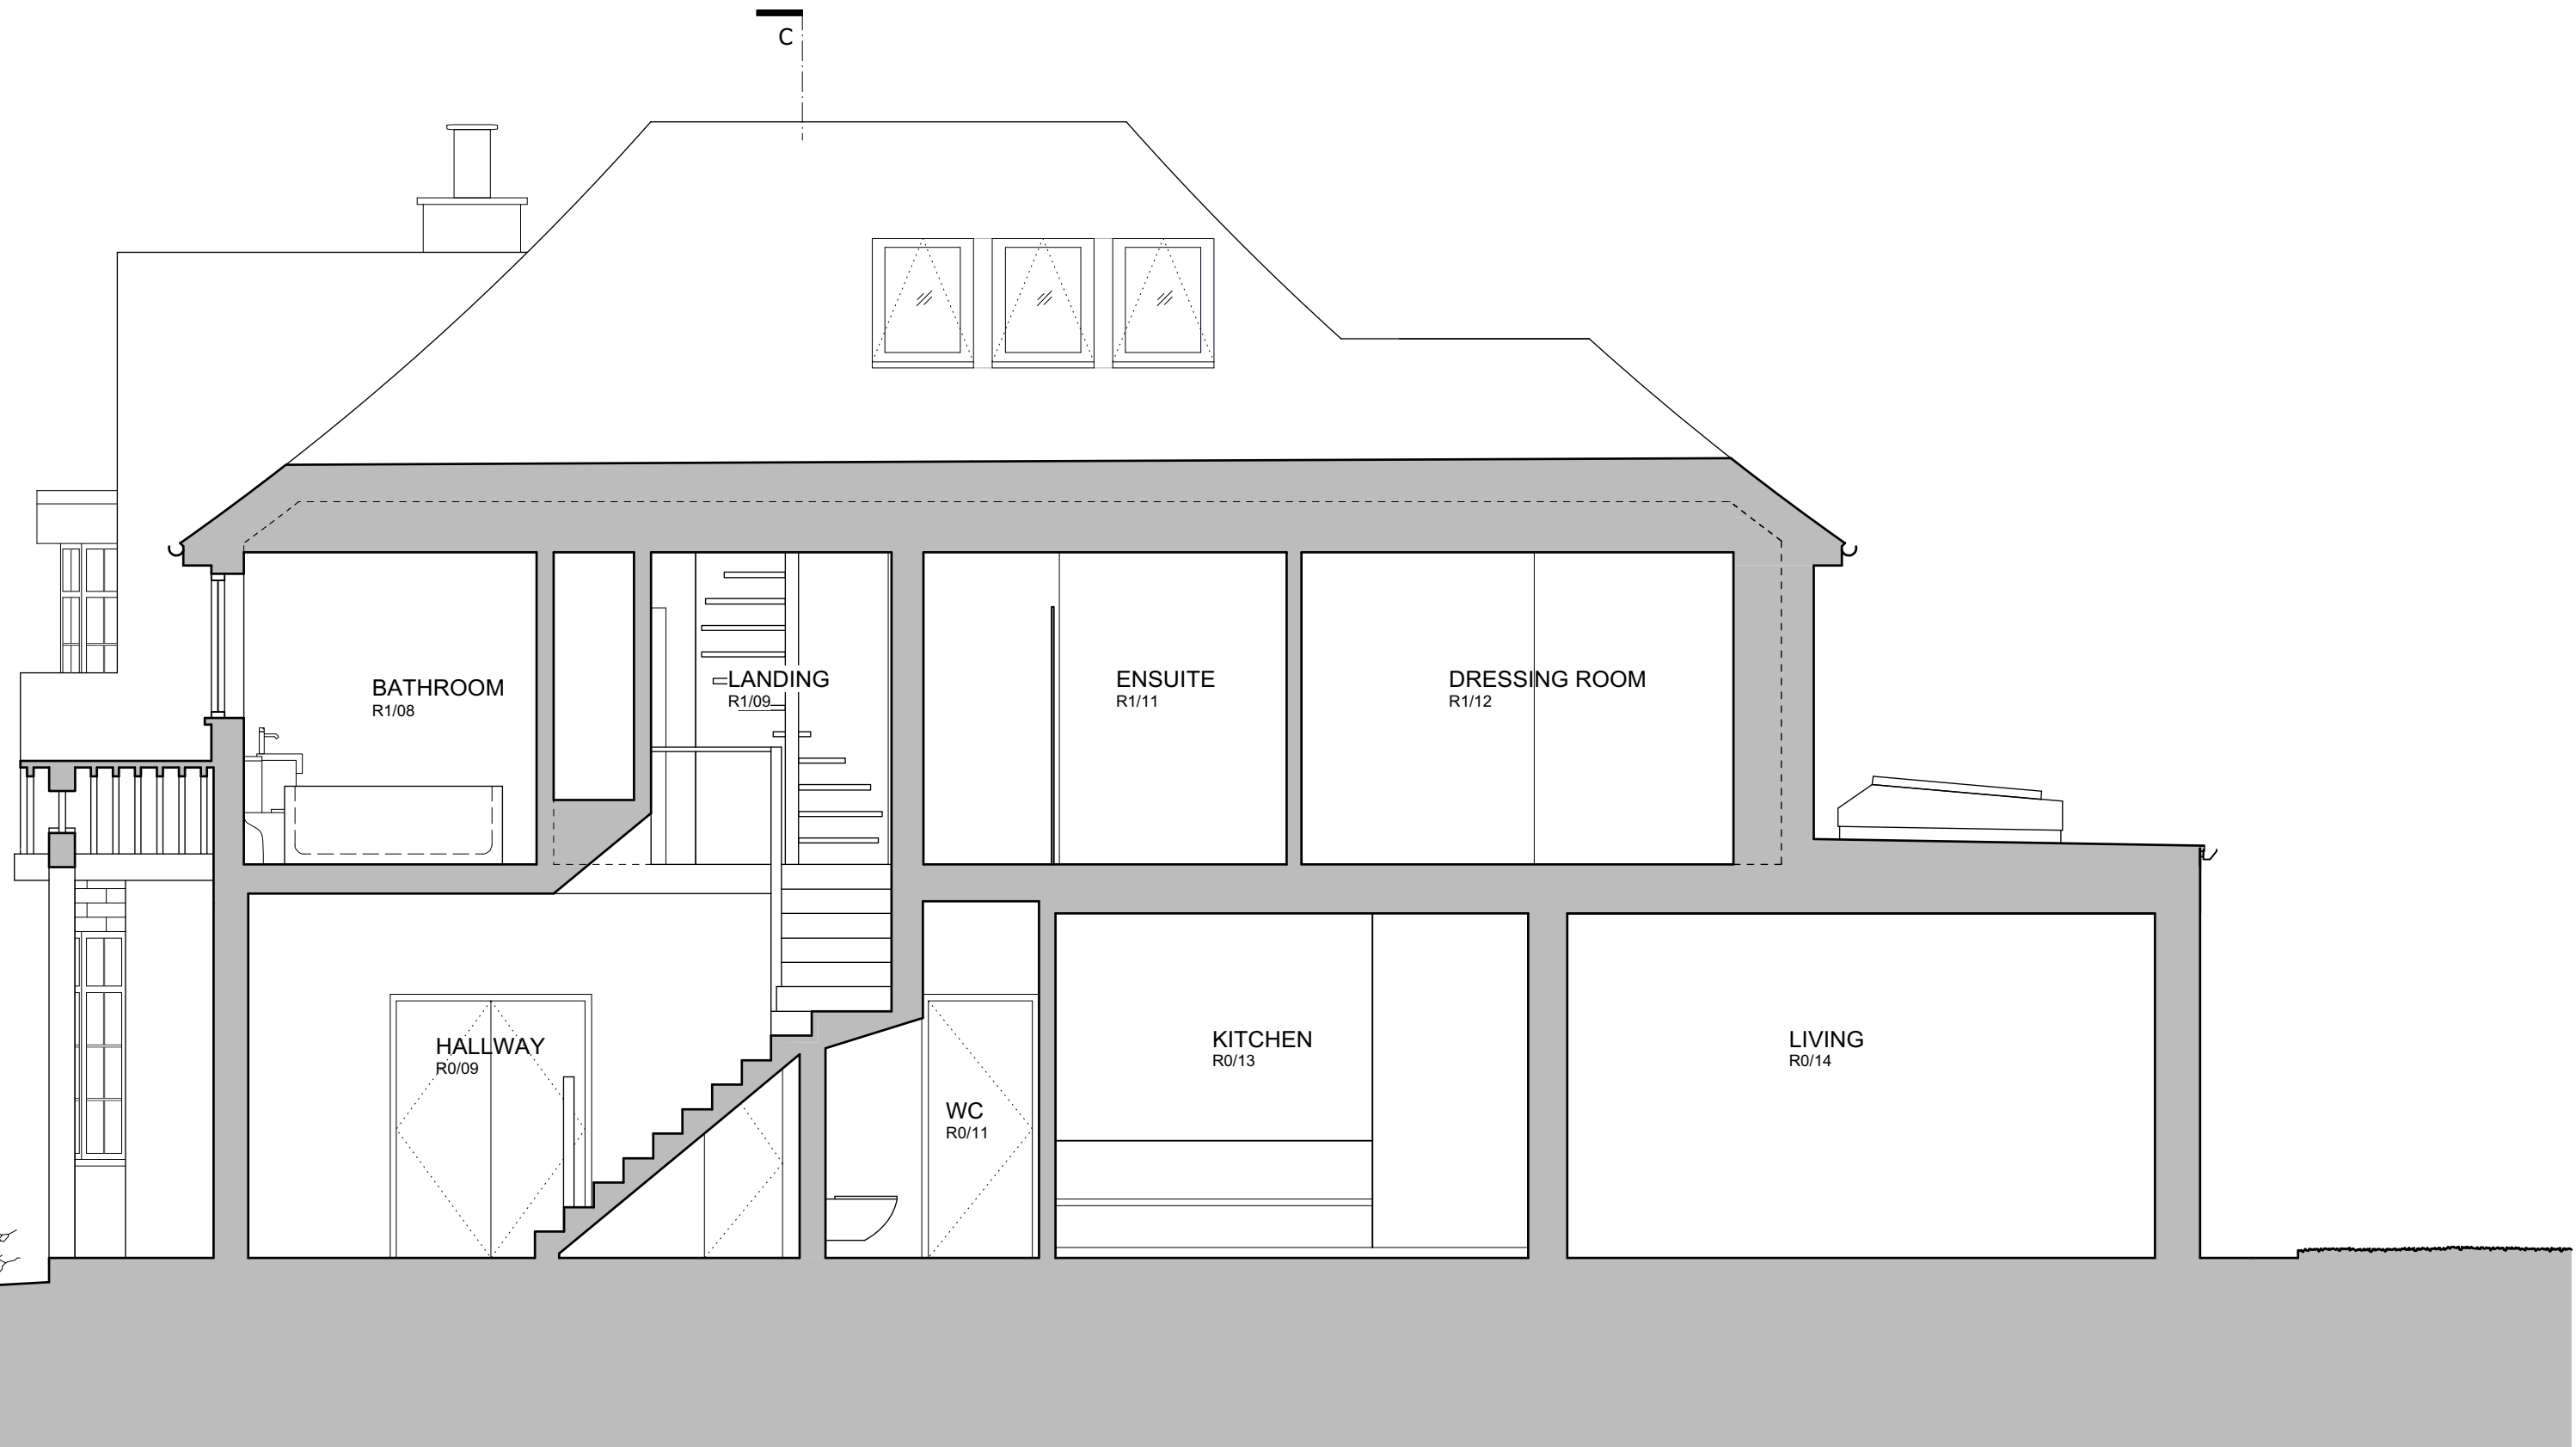 C
BATHROOM
R1/08
LANDING
R1/09
ENSUITE
R1/11
DRESSING ROOM
R1/12
HALLWAY
R0/09
WC
R0/11
KITCHEN
R0/13
LIVING
R0/14